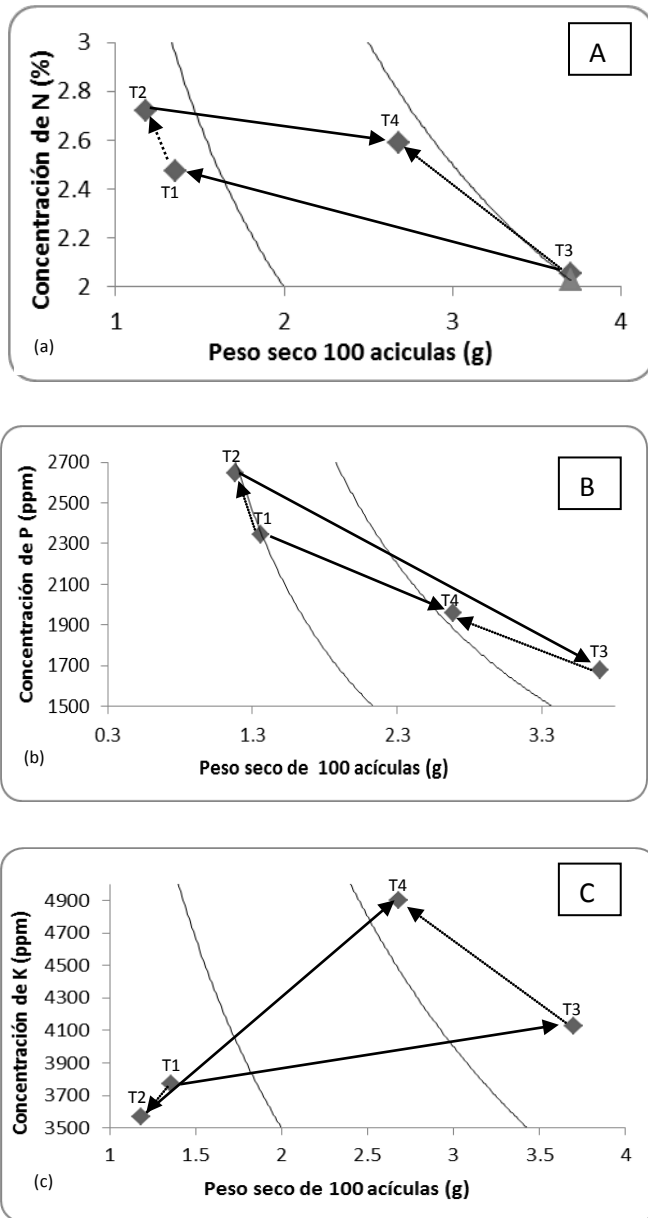 A
Concentración de N (%)
3
2.8
2.6
2.4
2.2
2
T2
T4
T1
T3
1 2 3 4
(a)
Peso seco 100 aciculas (g)
B
Concentración de P (ppm)
2700
2500
2300
2100
1900
1700
1500
T2
T1
T4
T3
0.3 1.3 2.3 3.3
(b)
Peso seco de 100 acículas (g)
C
Concentración de K (ppm)
4900
4700
4500
4300
4100
3900
3700
3500
T4
T3
T1
T2
1 1.5 2 2.5 3 3.5 4
(c)
Peso seco de 100 acículas (g)